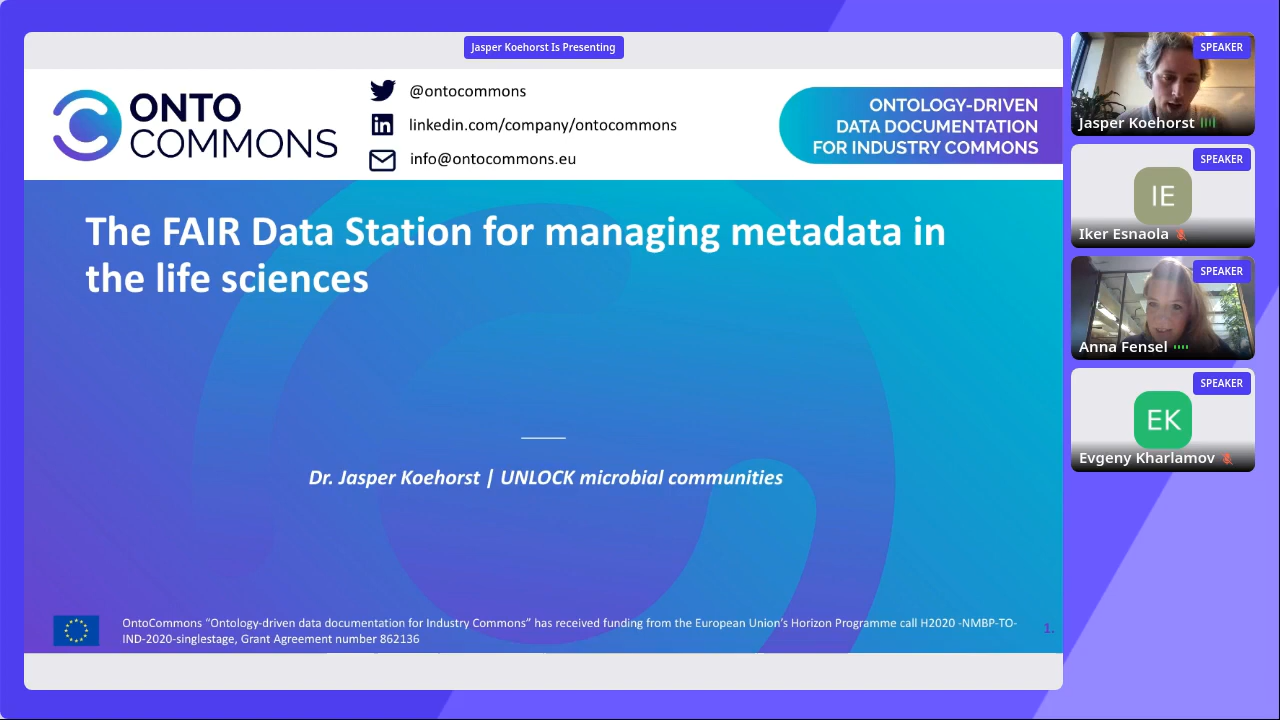 Jasper Koehorst Is Presenting
ONTO
COMMONS
@ontocommons
linkedin.com/company/ontocommons
info@ontocommons.eu
ONTOLOGY-DRIVEN
DATA DOCUMENTATION
FOR INDUSTRY COMMONS
The FAIR Data Station for managing metadata in
the life sciences
Dr. Jasper Koehorst | UNLOCK microbial communities
OntoCommons “Ontology-driven data documentation for Industry Commons” has received funding from the European Union’s Horizon Programme call H2020 -NMBP-TO-
IND-2020-singlestage, Grant Agreement number 862136
1.
SPEAKER
Jasper Koehorst
SPEAKER
IE
Iker Esnaola
SPEAKER
Anna Fensel
SPEAKER
EK
Evgeny Kharlamov